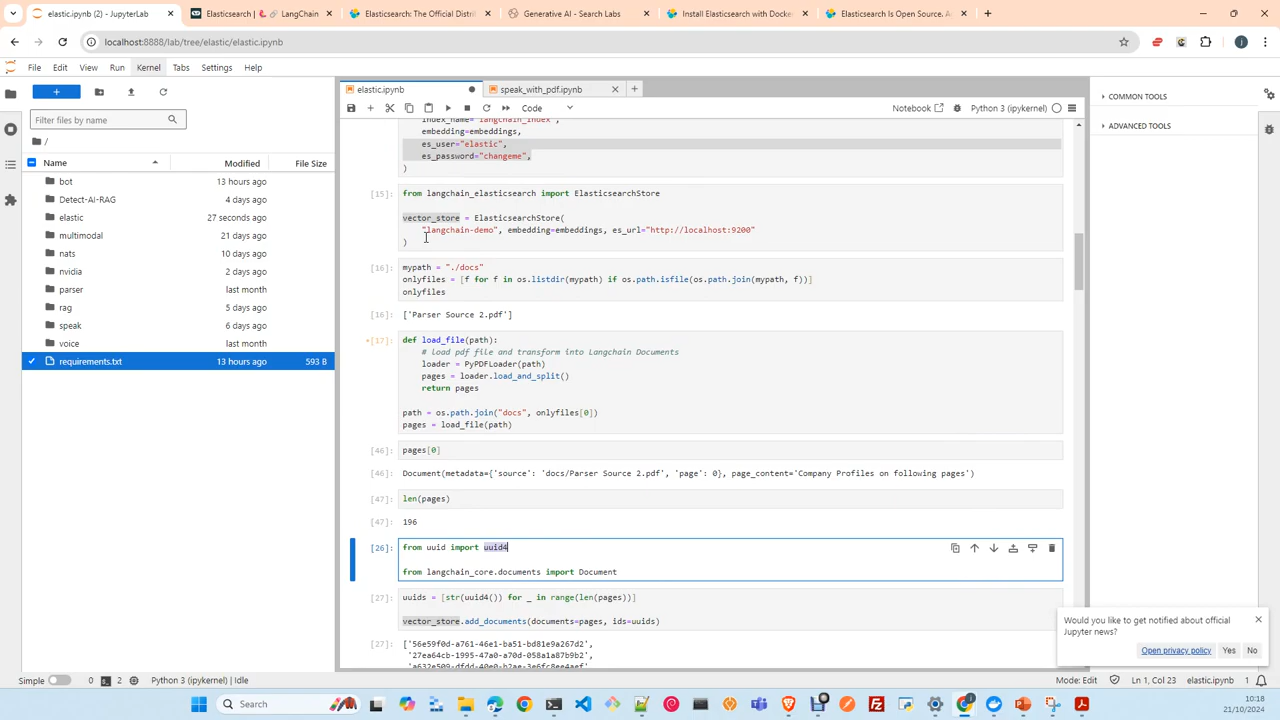 elastic.ipynb (2) - JupyterLab
Elasticsearch | 🦜️🔗 LangChain
Elasticsearch: The Official Distri
Generative AI - Search Labs
Install Elasticsearch with Docke
Elasticsearch Is Open Source. A
localhost:8888/lab/tree/elastic/elastic.ipynb
File Edit View Run Kernel Tabs Settings Help
elastic.ipynb
speak_with_pdf.ipynb
Code
Notebook
Python 3 (ipykernel)
COMMON TOOLS
ADVANCED TOOLS
Filter files by name
/
Name Modified File Size
bot 13 hours ago
Detect-AI-RAG 4 days ago
elastic 27 seconds ago
multimodal 2 days ago
nats 10 days ago
nvidia 2 days ago
parser last month
rag 5 days ago
speak 6 days ago
voice last month
requirements.txt 13 hours ago 593 B
index_name="langchain_index",
embedding=embeddings,
es_user="elastic",
es_password="changeme",
)
[15]: from langchain_elasticsearch import ElasticsearchStore
vector_store = ElasticsearchStore(
"langchain-demo", embedding=embeddings, es_url="http://localhost:9200"
)
[16]: mypath = "./docs"
onlyfiles = [f for f in os.listdir(mypath) if os.path.isfile(os.path.join(mypath, f))]
onlyfiles
[16]: ['Parser Source 2.pdf']
[17]: def load_file(path):
# load pdf file and transform into Langchain Documents
loader = PyPDFLoader(path)
pages = loader.load_and_split()
return pages
path = os.path.join("docs", onlyfiles[0])
pages = load_file(path)
[46]: pages[0]
[46]: Document(metadata={'source': 'docs/Parser Source 2.pdf', 'page': 0}, page_content='Company Profiles on following pages')
[47]: len(pages)
[47]: 196
[26]: from uuid import uuid4
from langchain_core.documents import Document
[27]: uuids = [str(uuid4()) for _ in range(len(pages))]
vector_store.add_documents(documents=pages, ids=uuids)
[27]: ['56e59f0d-a761-46e1-ba51-bd81e9a267d2',
'27ea64cb-1995-47a0-a70d-058a1a87b9b2',
Would you like to get notified about official
Jupyter news?
Open privacy policy Yes No
Simple 0 2 Python 3 (ipykernel) | Idle
Mode: Edit Ln 1, Col 23 elastic.ipynb 1
Search
10:18
21/10/2024